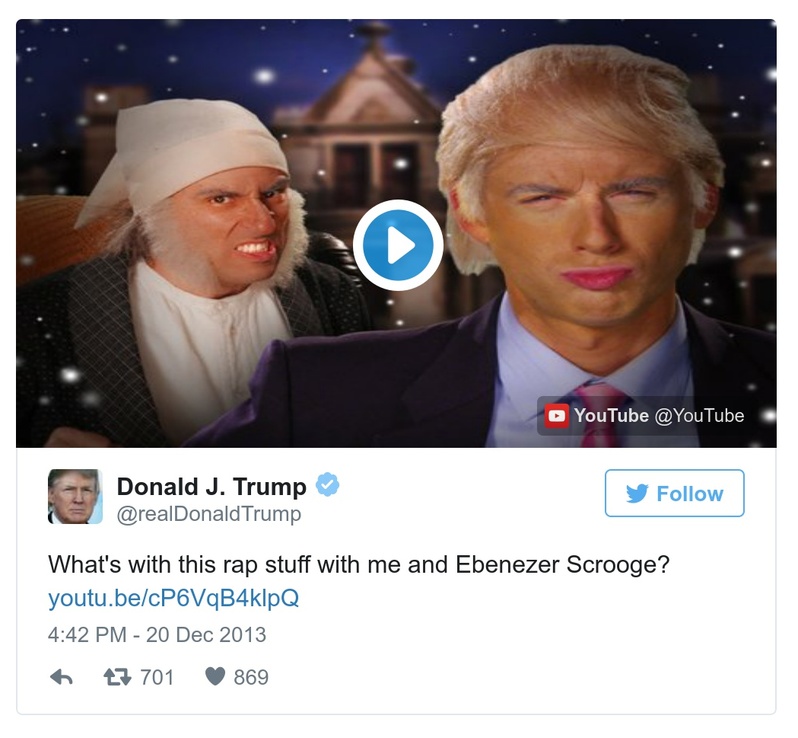 YouTube @YouTube
Donald J. Trump
@realDonaldTrump
Follow
What's with this rap stuff with me and Ebenezer Scrooge?
youtu.be/cP6VqB4klpQ
4:42 PM - 20 Dec 2013
701 869